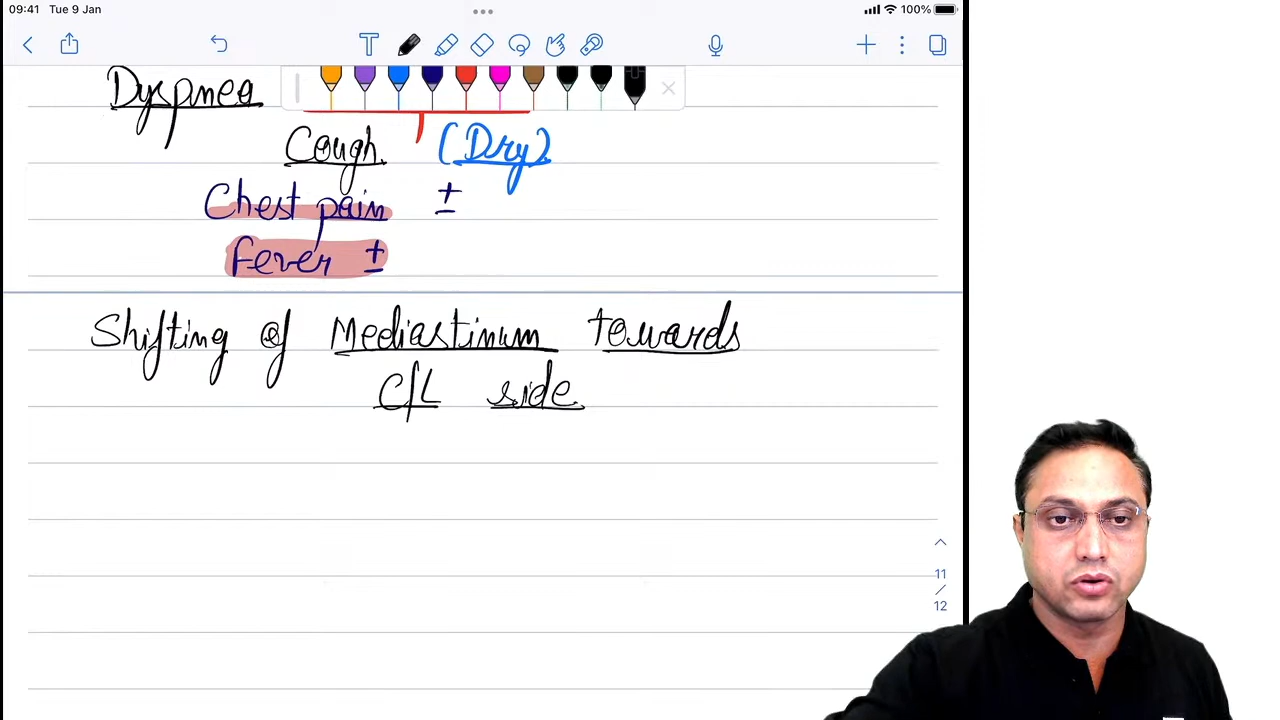 09:41 Tue 9 Jan 100%
Dyspnea
Cough. (Dry).
Chest pain ±
Fever ±
Shifting of Mediastinum towards
C/L side
11
/
12